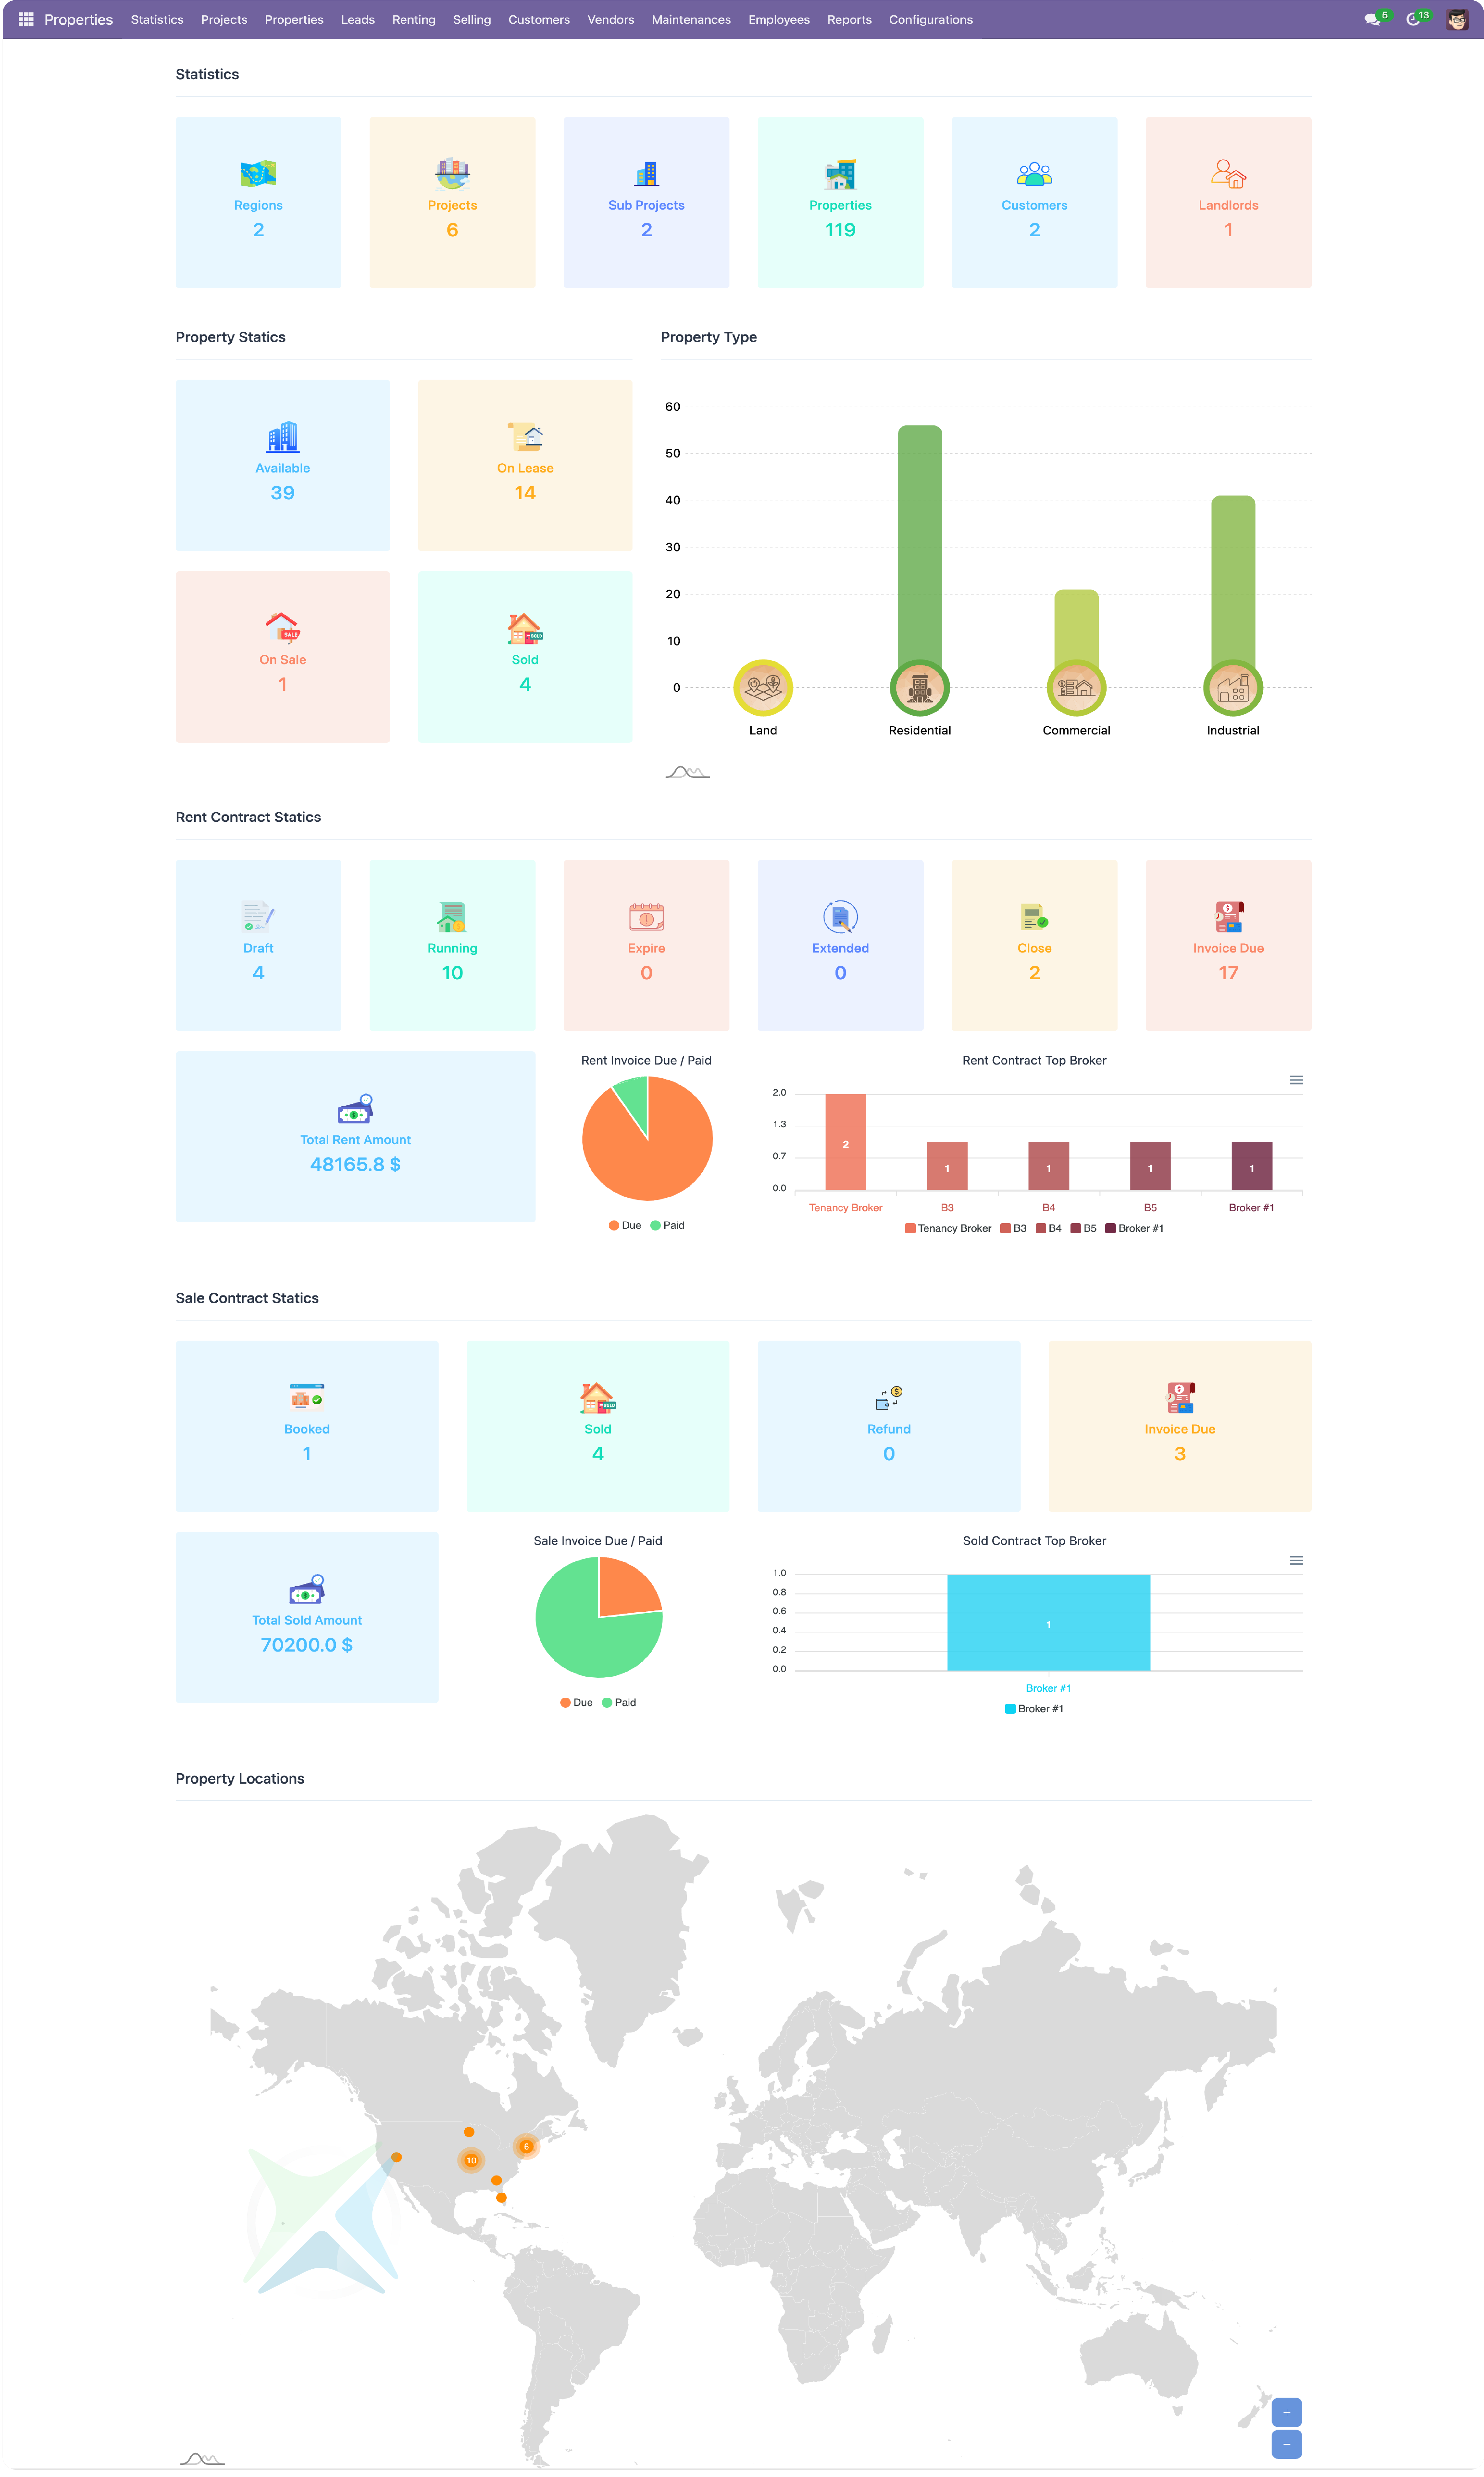 Properties Statistics Projects Properties Leads Renting Selling Customers Vendors Maintenances Employees Reports Configurations 5 13
Statistics
Regions
2
Projects
6
Sub Projects
2
Properties
119
Customers
2
Landlords
1
Property Statics
Available
39
On Lease
14
SALE
On Sale
1
SOLD
Sold
4
Property Type
60
50
40
30
20
10
0
Land Residential Commercial Industrial
Rent Contract Statics
Draft
4
Running
10
Expire
0
Extended
0
Close
2
Invoice Due
17
Total Rent Amount
48165.8 $
Rent Invoice Due / Paid
Due Paid
Rent Contract Top Broker
2.0
1.3
0.7
0.0
2 1 1 1 1
Tenancy Broker B3 B4 B5 Broker #1
Tenancy Broker B3 B4 B5 Broker #1
Sale Contract Statics
Booked
1
SOLD
Sold
4
Refund
0
Invoice Due
3
Total Sold Amount
70200.0 $
Sale Invoice Due / Paid
Due Paid
Sold Contract Top Broker
1.0
0.8
0.6
0.4
0.2
0.0
1
Broker #1
Broker #1
Property Locations
6
10
+
−